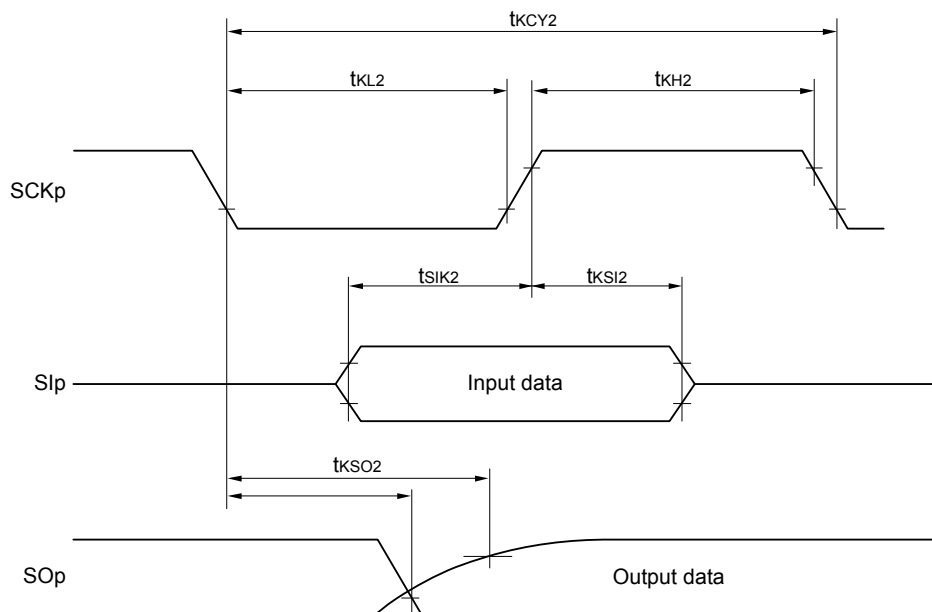 tKCY2
tKL2
tKH2
SCKp
tSIK2
tKSI2
SIp
Input data
tKSO2
SOp
Output data